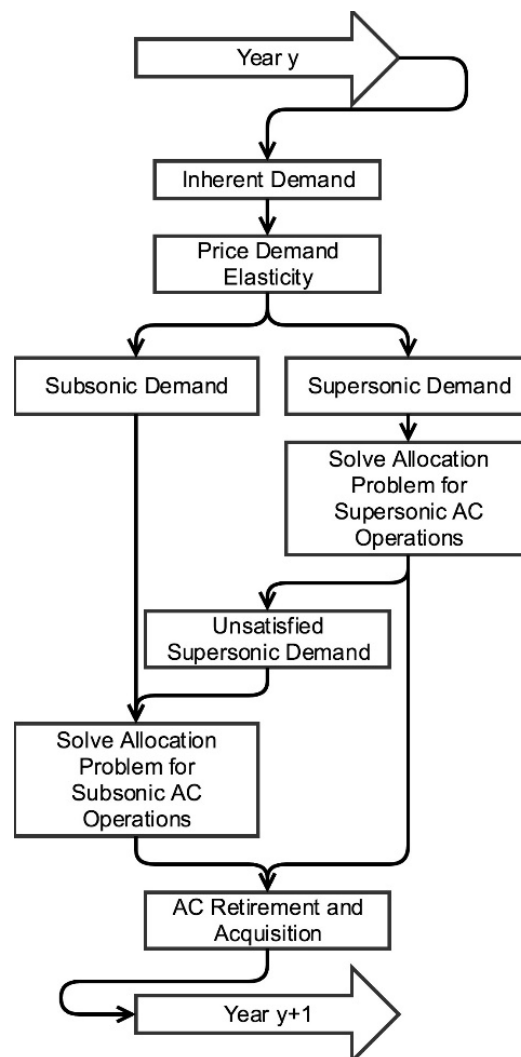 Year y
Inherent Demand
Price Demand
Elasticity
Subsonic Demand
Supersonic Demand
Solve Allocation
Problem for
Supersonic AC
Operations
Unsatisfied
Supersonic Demand
Solve Allocation
Problem for
Subsonic AC
Operations
AC Retirement and
Acquisition
Year y+1